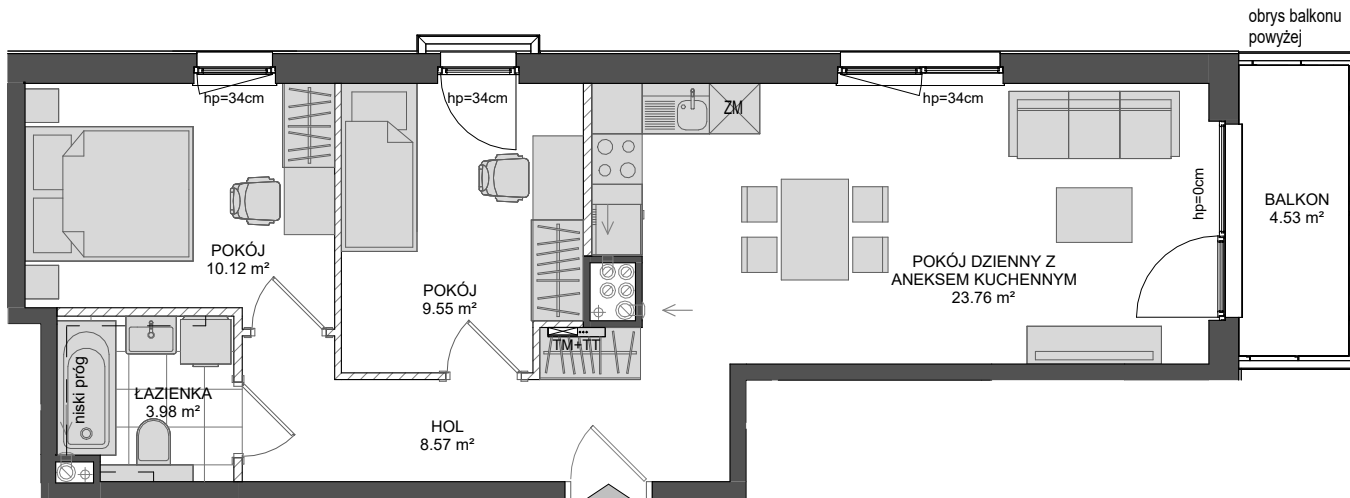 obrys balkonu
powyżej
hp=34cm
hp=34cm
hp=34cm
ZM
hp=0cm
BALKON
4.53 m²
POKÓJ
10.12 m²
POKÓJ
9.55 m²
POKÓJ DZIENNY Z
ANEKSEM KUCHENNYM
23.76 m²
TM+TT
niski próg
ŁAZIENKA
3.98 m²
HOL
8.57 m²